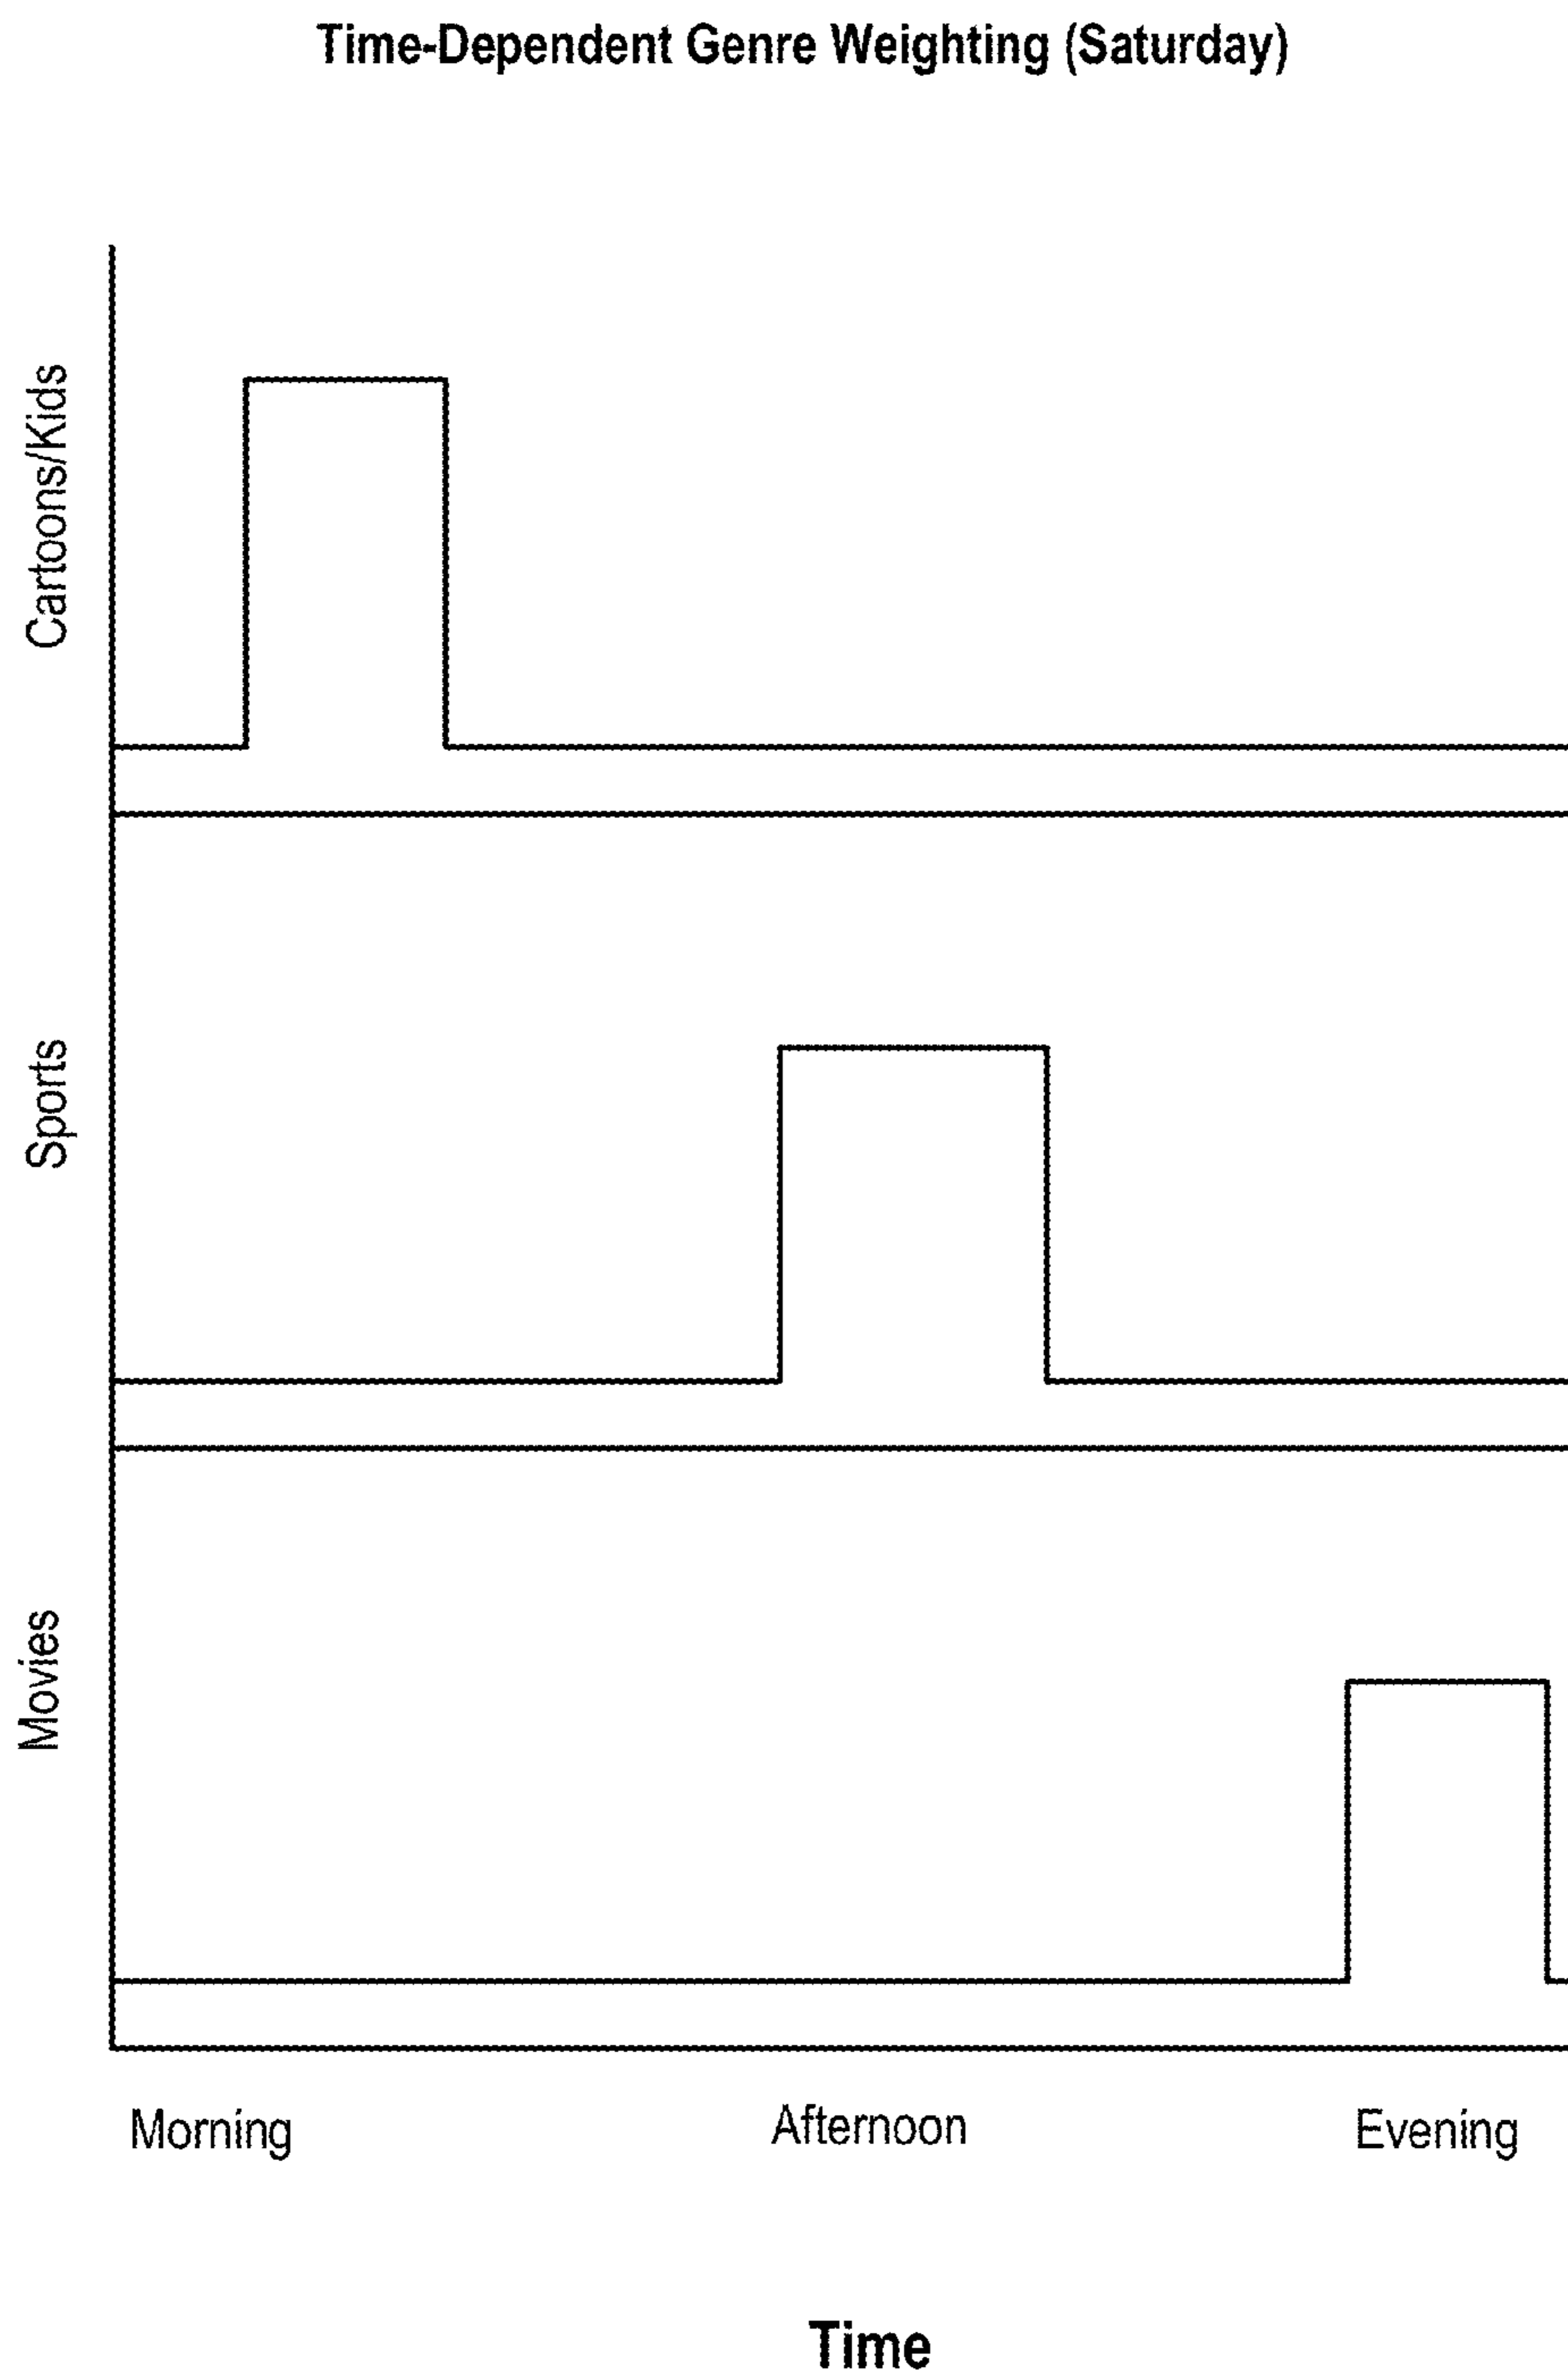 Time-Dependent Genre Weighting (Saturday)
Cartoons/Kids
Sports
Movies
Morning
Afternoon
Evening
Time